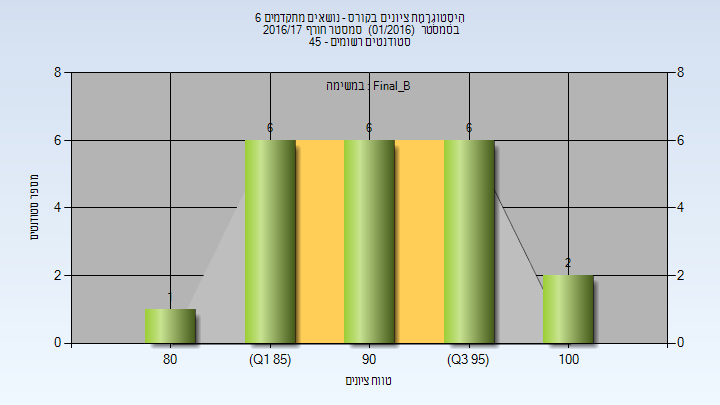 הִיסְטוֹגְרָמַת ציונים בקורס - נושאים מתקדמים 6
בסמסטר (01/2016) סמסטר חורף 2016/17
סטודנטים רשומים - 45
במשימה : Final_B
מספר סטודנטים
8 8
6 6
4 4
2 2
0 0
1 6 6 6 2
80 (Q1 85) 90 (Q3 95) 100
טווח ציונים